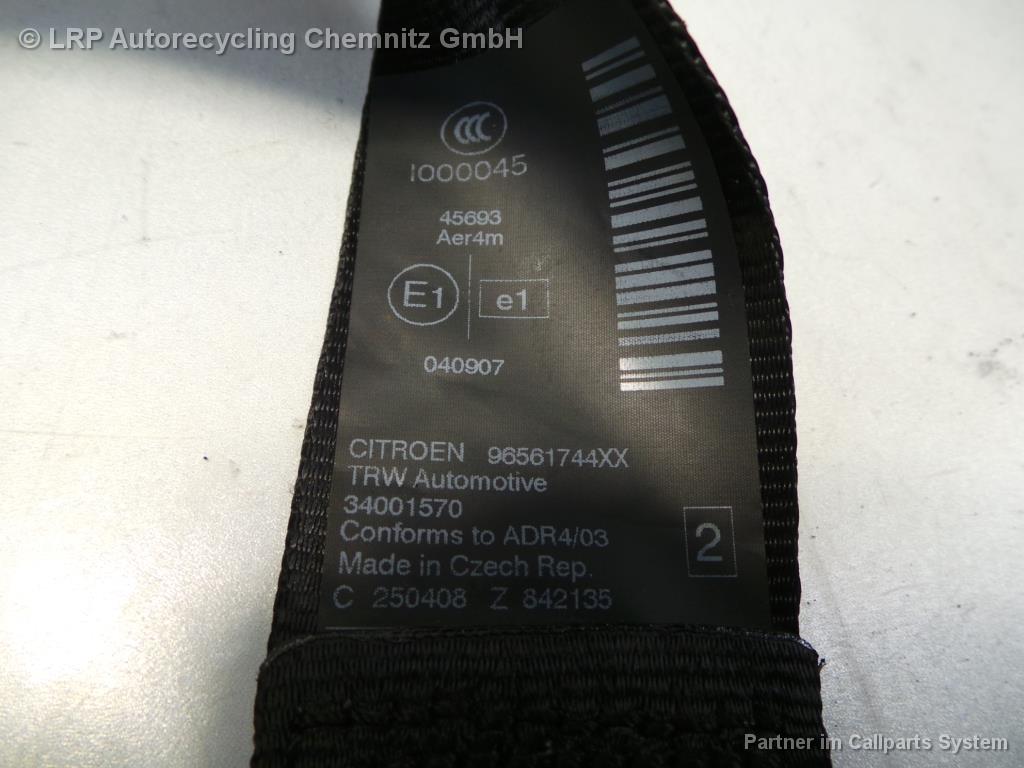 © LRP Autorecycling Chemnitz GmbH
CCC
I000045
45693
Aer4m
E1 e1
040907
CITROEN 96561744XX
TRW Automotive
34001570
Conforms to ADR4/03
2
Made in Czech Rep.
C 250408 Z 842135
Partner im Callparts System